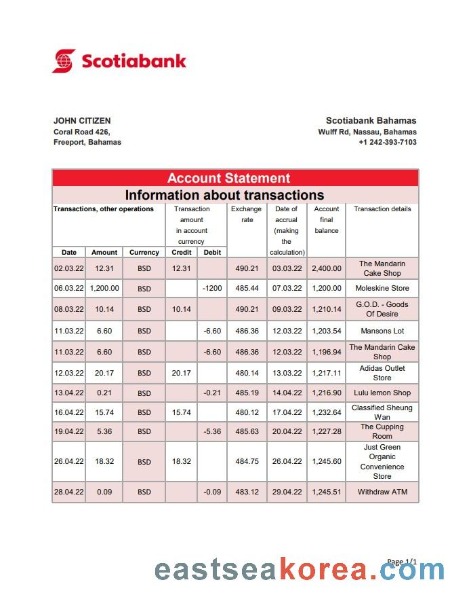 Scotiabank
JOHN CITIZEN
Coral Road 426,
Freeport, Bahamas
Scotiabank Bahamas
Wulff Rd, Nassau, Bahamas
+1 242-393-7103
Account Statement
Information about transactions
Transactions, other operations
Transaction
amount
in account
currency
Exchange
rate
Date of
accrual
(making
the
calculation)
Account
final
balance
Transaction details
Date Amount Currency Credit Debit
02.03.22 12.31 BSD 12.31 490.21 03.03.22 2,400.00 The Mandarin
Cake Shop
06.03.22 1,200.00 BSD -1200 485.44 07.03.22 1,200.00 Moleskine Store
08.03.22 10.14 BSD 10.14 490.21 09.03.22 1,210.14 G.O.D. - Goods
Of Desire
11.03.22 6.60 BSD -6.60 486.36 12.03.22 1,203.54 Mansons Lot
11.03.22 6.60 BSD -6.60 486.36 12.03.22 1,196.94 The Mandarin Cake
Shop
12.03.22 20.17 BSD 20.17 480.14 13.03.22 1,217.11 Adidas Outlet
Store
13.04.22 0.21 BSD -0.21 485.19 14.04.22 1,216.90 Lulu lemon Shop
16.04.22 15.74 BSD 15.74 480.12 17.04.22 1,232.64 Classified Sheung
Wan
19.04.22 5.36 BSD -5.36 485.63 20.04.22 1,227.28 The Cupping
Room
26.04.22 18.32 BSD 18.32 484.75 26.04.22 1,245.60 Just Green
Organic
Convenience
Store
28.04.22 0.09 BSD -0.09 483.12 29.04.22 1,245,51 Withdraw ATM
Page 1/1
eastseakorea.com